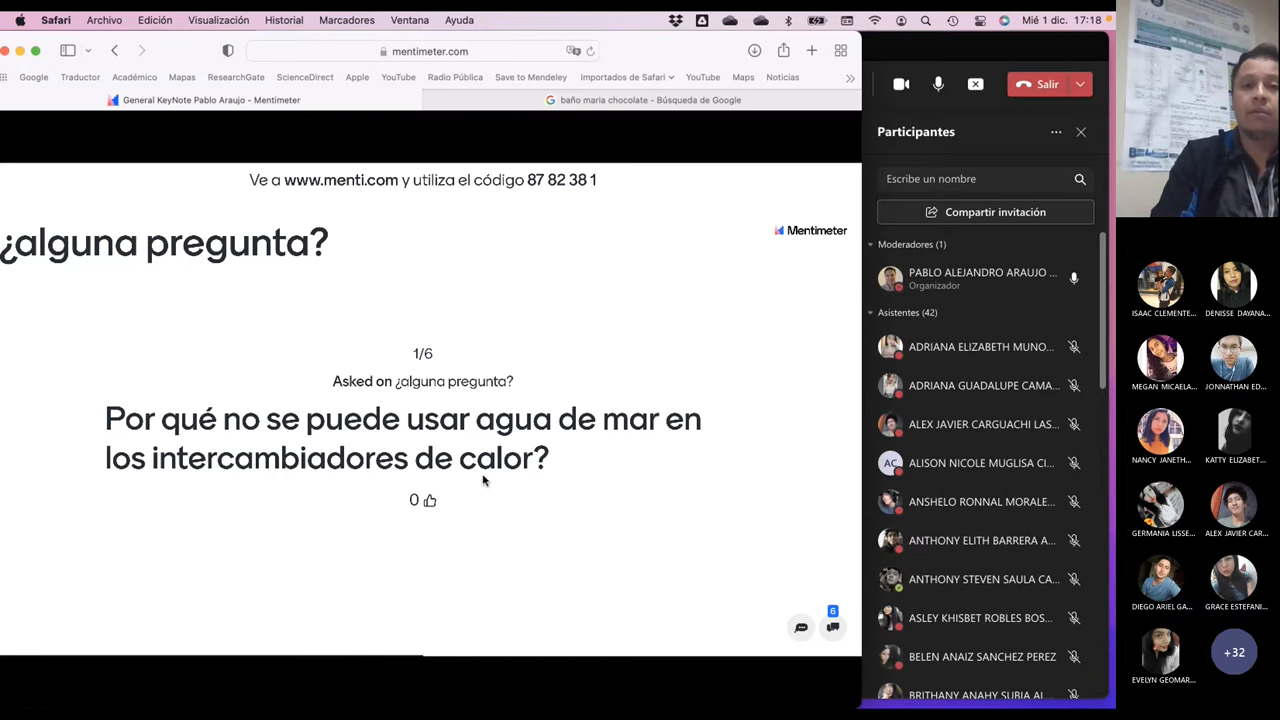 Safari Archivo Edición Visualización Historial Marcadores Ventana Ayuda Mié 1 dic. 17:18
mentimeter.com
Google Traductor Académico Mapas ResearchGate ScienceDirect Apple YouTube Radio Pública Save to Mendeley Importados de Safari YouTube Maps Noticias
General KeyNote Pablo Araujo - Mentimeter
baño maria chocolate - Búsqueda de Google
Ve a www.menti.com y utiliza el código 87 82 38 1
¿alguna pregunta?
Mentimeter
1/6
Asked on ¿alguna pregunta?
Por qué no se puede usar agua de mar en
los intercambiadores de calor?
0
6
Salir
Participantes
Escribe un nombre
Compartir invitación
Moderadores (1)
PABLO ALEJANDRO ARAUJO ...
Organizador
Asistentes (42)
ADRIANA ELIZABETH MUNO...
ADRIANA GUADALUPE CAMA...
ALEX JAVIER CARGUACHI LAS...
AC ALISON NICOLE MUGLISA CI...
ANSHELO RONNAL MORALE...
ANTHONY ELITH BARRERA A...
ANTHONY STEVEN SAULA CA...
ASLEY KHISBET ROBLES BOS...
BELEN ANAIZ SANCHEZ PEREZ
BRITHANY ANAHY SUBIA AL...
ISAAC CLEMENTE... DENISSE DAYANA...
MEGAN MICAELA... JONNATHAN ED...
NANCY JANETH... KATTY ELIZABET...
GERMANIA LISSE... ALEX JAVIER CAR...
DIEGO ARIEL GA... GRACE ESTEFANI...
EVELYN GEOMAR... +32